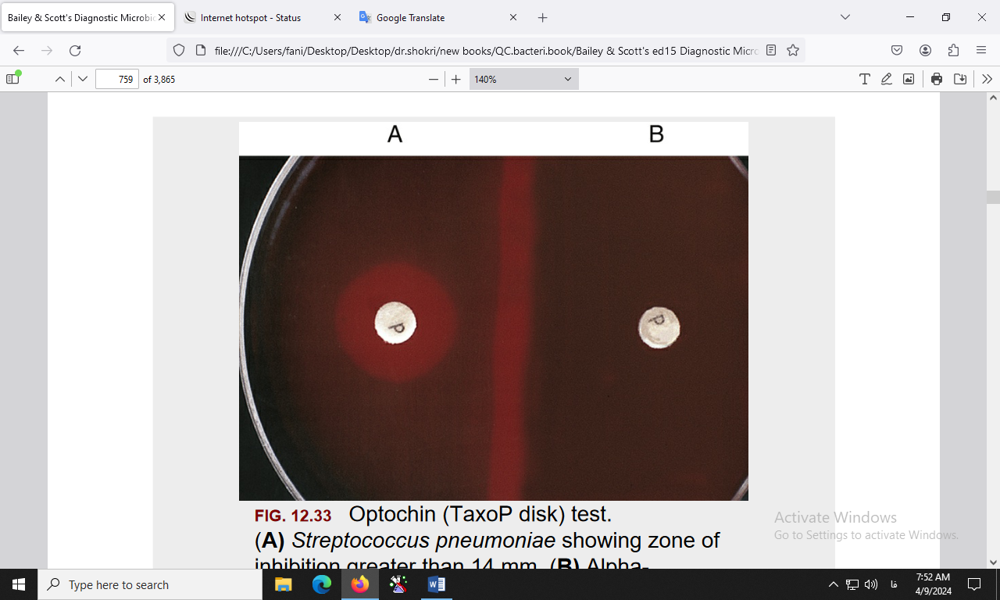 Bailey & Scott's Diagnostic Microbi
Internet hotspot - Status
Google Translate
file:///C:/Users/fani/Desktop/Desktop/dr.shokri/new books/QC.bacteri.book/Bailey & Scott's ed15 Diagnostic Micro
759 of 3,865
140%
A B
P P
FIG. 12.33 Optochin (TaxoP disk) test.
(A) Streptococcus pneumoniae showing zone of
inhibition greater than 14 mm. (B) Alpha-
Activate Windows
Go to Settings to activate Windows.
Type here to search
فا
7:52 AM
4/9/2024